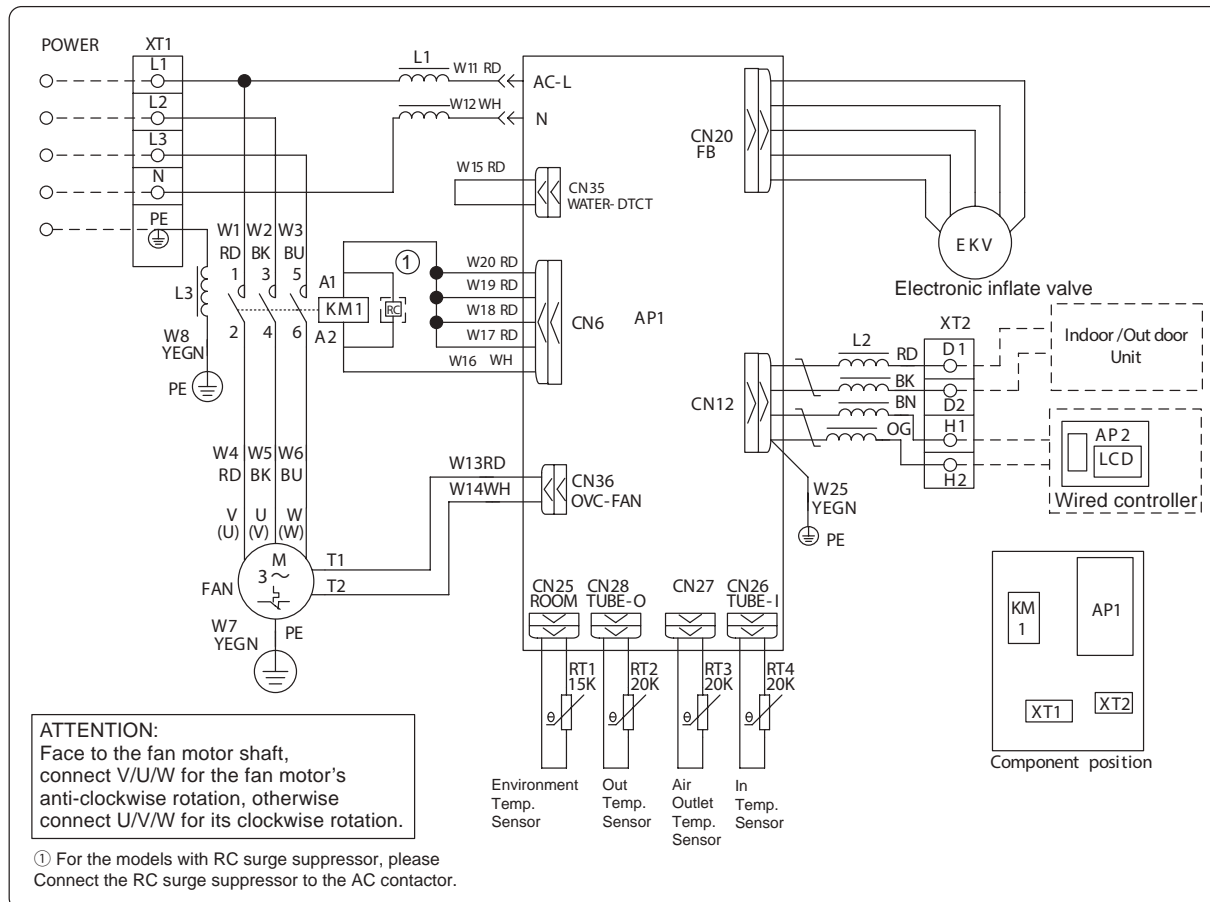 POWER
XT1
L1
L2
L3
N
PE
L1
W11 RD
W12 WH
AC-L
N
W15 RD
CN35
WATER-DTCT
CN20
FB
EKV
Electronic inflate valve
W1 W2 W3
RD BK BU
1 3 5
2 4 6
L3
W8
YEGN
PE
A1
KM1
A2
①
RC
W20 RD
W19 RD
W18 RD
W17 RD
W16 WH
CN6
AP1
CN12
L2
RD
BK
BN
OG
XT2
D1
D2
H1
H2
Indoor/Out door
Unit
AP2
LCD
Wired controller
W25
YEGN
PE
W4 W5 W6
RD BK BU
V U W
(U) (V) (W)
M
3 ~
FAN
T1
T2
W13RD
W14WH
CN36
OVC-FAN
W7
YEGN
PE
CN25
ROOM
CN28
TUBE-O
CN27
CN26
TUBE-I
RT1
15K
RT2
20K
RT3
20K
RT4
20K
θ
θ
θ
θ
Environment
Temp.
Sensor
Out
Temp.
Sensor
Air
Outlet
Temp.
Sensor
In
Temp.
Sensor
KM
1
AP1
XT1
XT2
Component position
ATTENTION:
Face to the fan motor shaft,
connect V/U/W for the fan motor's
anti-clockwise rotation, otherwise
connect U/V/W for its clockwise rotation.
① For the models with RC surge suppressor, please
Connect the RC surge suppressor to the AC contactor.